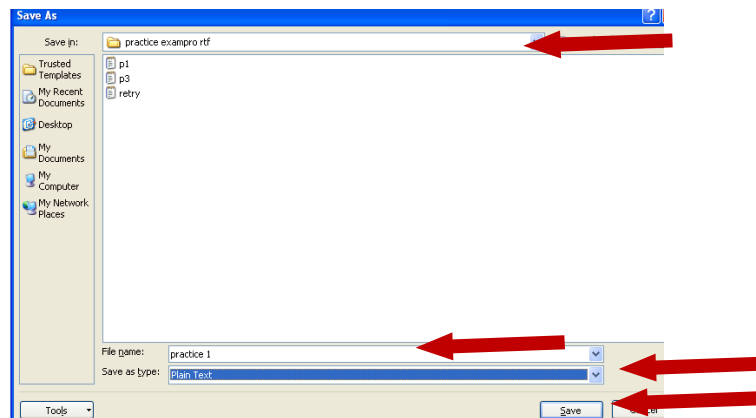 Save As
?
Save in:
practice exampro rtf
Trusted
Templates
My Recent
Documents
Desktop
My
Documents
My
Computer
My Network
Places
p1
p3
retry
File name:
practice 1
Save as type:
Plain Text
Tools
Save